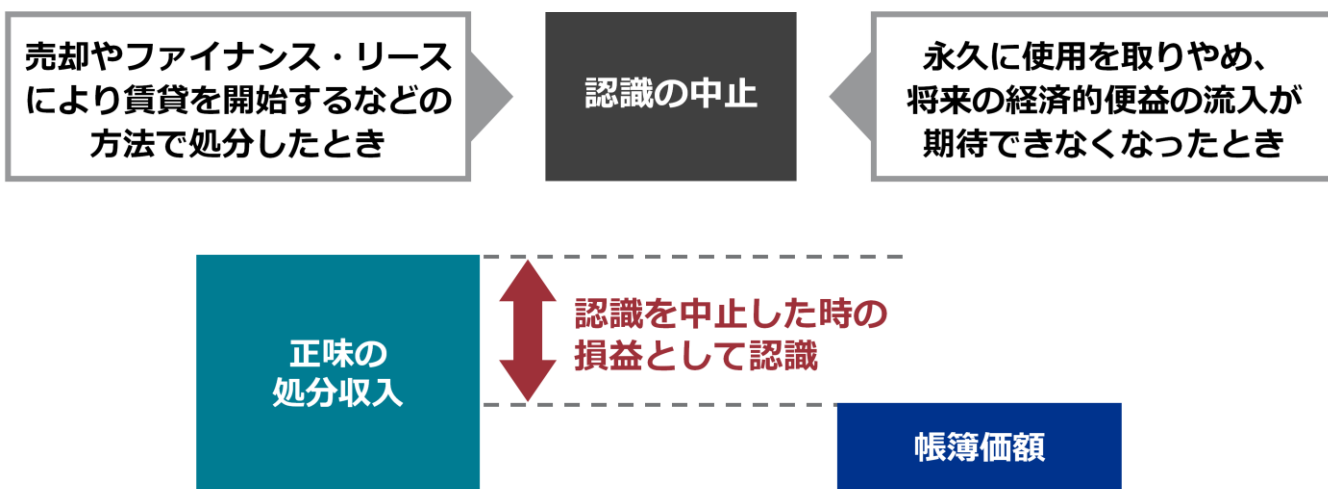 売却やファイナンス・リース
により賃貸を開始するなどの
方法で処分したとき
認識の中止
永久に使用を取りやめ、
将来の経済的便益の流入が
期待できなくなったとき
認識を中止した時の
損益として認識
正味の
処分収入
帳簿価額